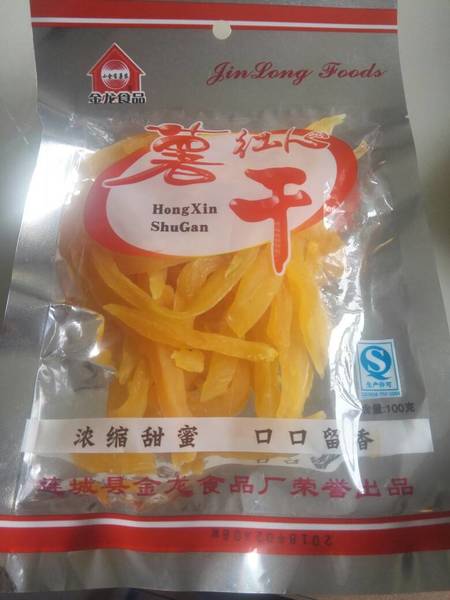 金龙食品
JinLong Foods
红心
薯干
HongXin
ShuGan
生产许可
含量:100克
浓缩甜蜜 口口留香
连城县金龙食品厂荣誉出品